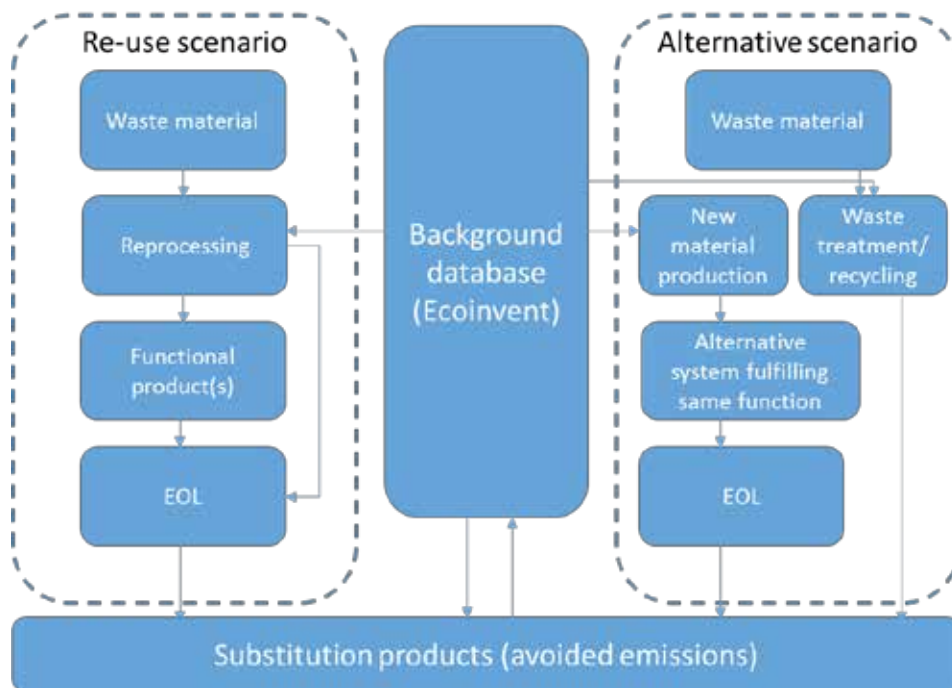 Re-use scenario
Waste material
Reprocessing
Functional
product(s)
EOL
Background
database
(Ecoinvent)
Alternative scenario
Waste material
New
material
production
Waste
treatment/
recycling
Alternative
system fulfilling
same function
EOL
Substitution products (avoided emissions)